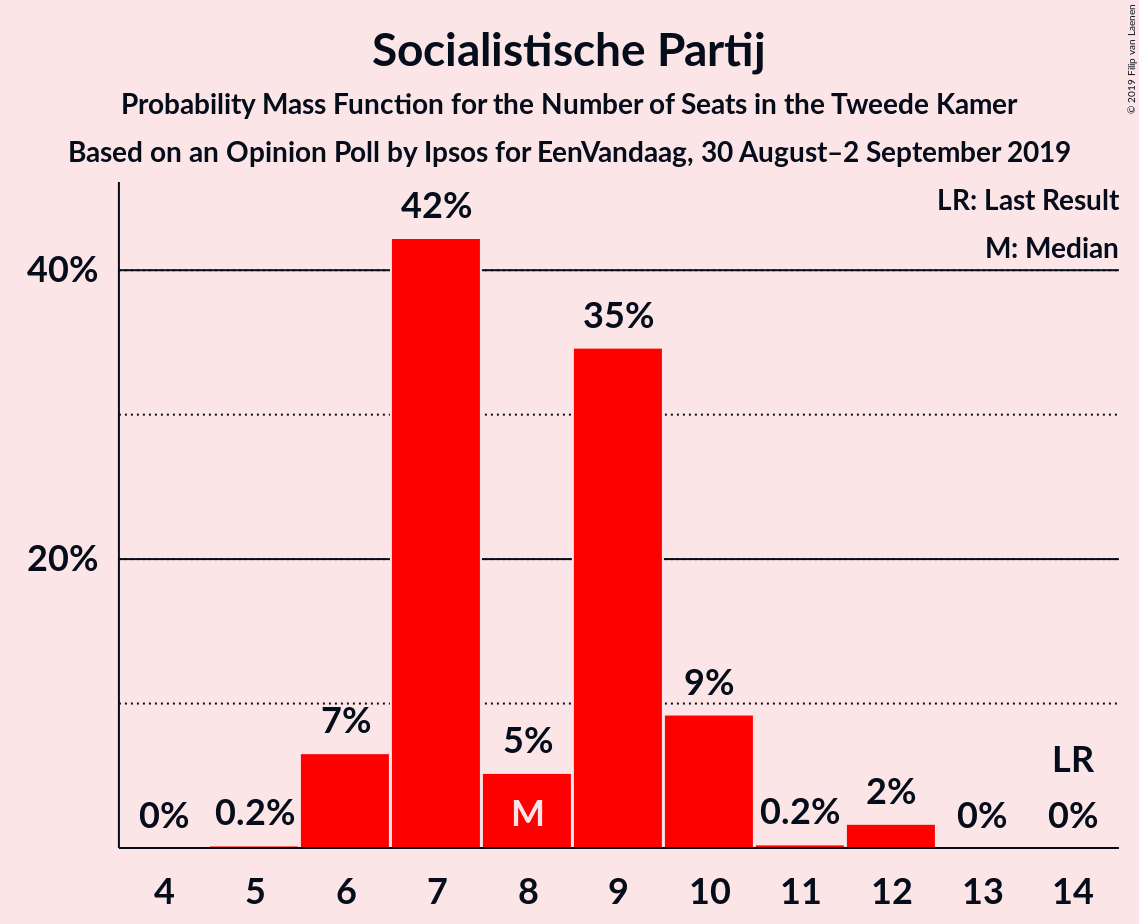 Socialistische Partij
Probability Mass Function for the Number of Seats in the Tweede Kamer
Based on an Opinion Poll by Ipsos for EenVandaag, 30 August–2 September 2019
© 2019 Filip van Laenen
LR: Last Result
M: Median
40%
20%
0%
0.2%
7%
42%
5%
M
35%
9%
0.2%
2%
0%
LR
0%
4 5 6 7 8 9 10 11 12 13 14